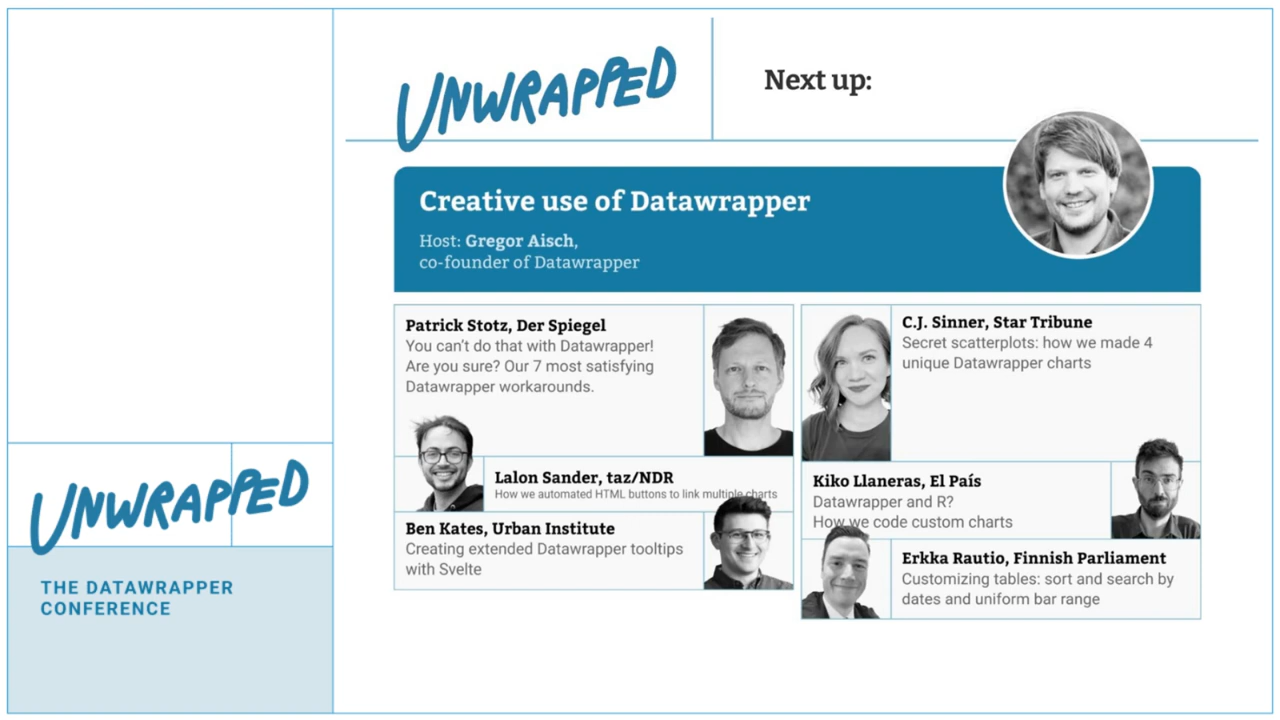 UNWRAPPED
Next up:
Creative use of Datawrapper
Host: Gregor Aisch,
co-founder of Datawrapper
Patrick Stotz, Der Spiegel
You can't do that with Datawrapper!
Are you sure? Our 7 most satisfying
Datawrapper workarounds.
Lalon Sander, taz/NDR
How we automated HTML buttons to link multiple charts
Ben Kates, Urban Institute
Creating extended Datawrapper tooltips
with Svelte
C.J. Sinner, Star Tribune
Secret scatterplots: how we made 4
unique Datawrapper charts
Kiko Llaneras, El País
Datawrapper and R?
How we code custom charts
Erkka Rautio, Finnish Parliament
Customizing tables: sort and search by
dates and uniform bar range
UNWRAPPED
THE DATAWRAPPER
CONFERENCE